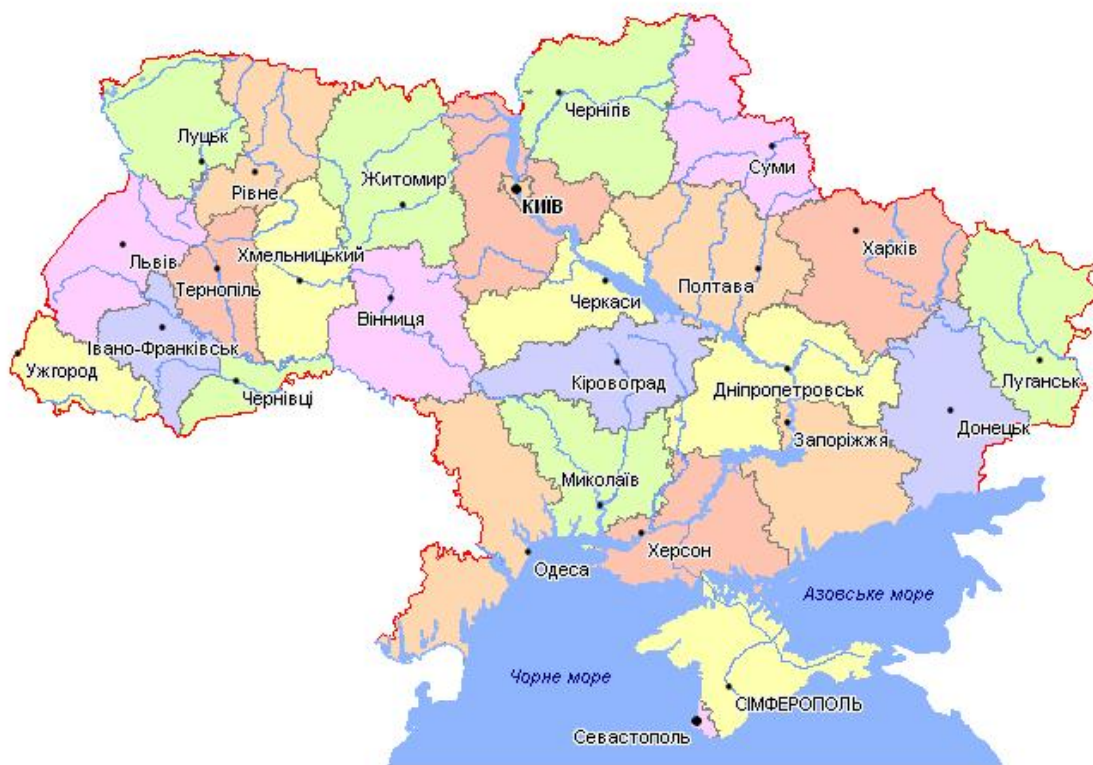 Чернігів
Луцьк
Суми
Рівне
Житомир
КИЇВ
Львів
Хмельницький
Харків
Тернопіль
Полтава
Черкаси
Вінниця
Івано-Франківськ
Ужгород
Чернівці
Кіровоград
Дніпропетровськ
Луганськ
Донецьк
Запоріжжя
Миколаїв
Херсон
Одеса
Азовське море
Чорне море
СІМФЕРОПОЛЬ
Севастополь